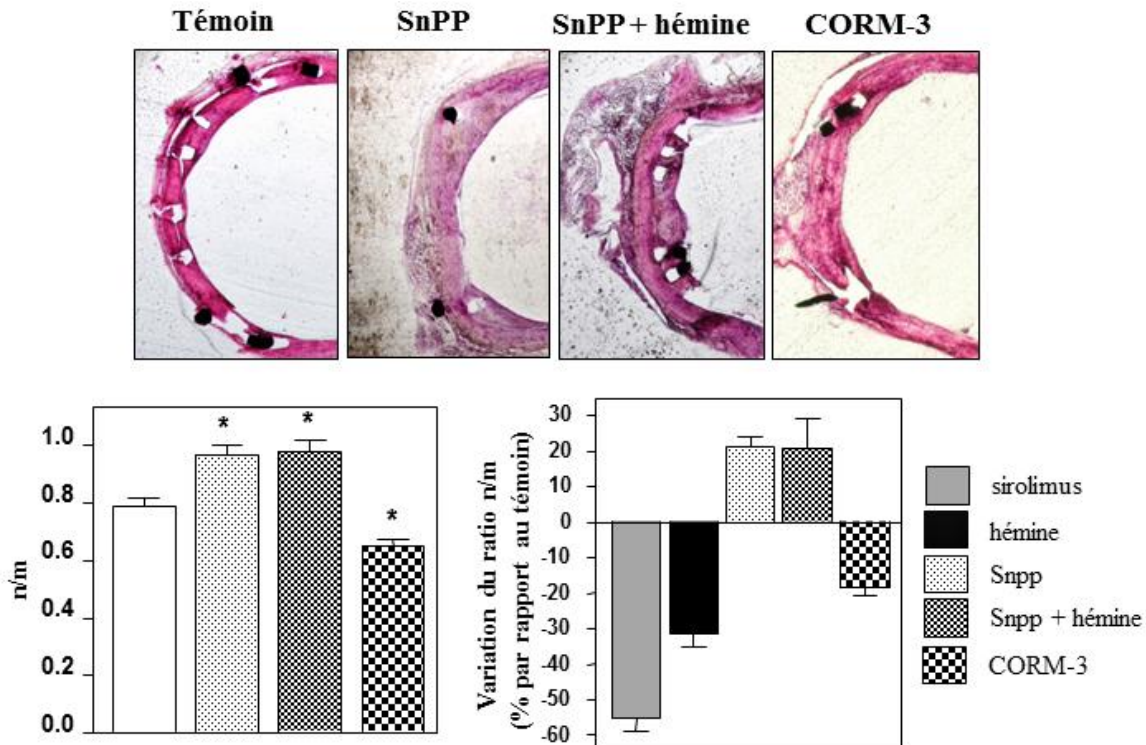 Témoin SnPP SnPP + hémine CORM-3
* * *
1.0
0.8
0.6
0.4
0.2
0.0
n/m
30
20
10
0
-10
-20
-30
-40
-50
-60
Variation du ratio n/m
(% par rapport au témoin)
sirolimus
hémine
Snpp
Snpp + hémine
CORM-3